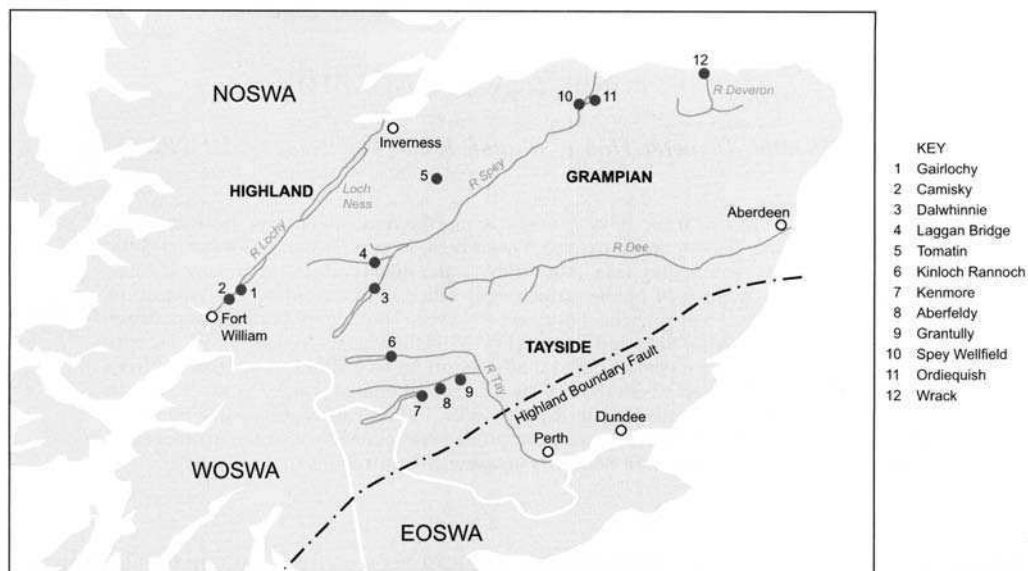 NOSWA
12
R Deveron
10
11
Inverness
5
R Spey
GRAMPIAN
HIGHLAND
Loch
Ness
Aberdeen
R Lochy
R Dee
4
2
1
3
Fort
William
6
TAYSIDE
R Tay
Highland Boundary Fault
9
8
7
Dundee
Perth
WOSWA
EOSWA
KEY
1 Gairlochy
2 Camisky
3 Dalwhinnie
4 Laggan Bridge
5 Tomatin
6 Kinloch Rannoch
7 Kenmore
8 Aberfeldy
9 Grantully
10 Spey Wellfield
11 Ordiequish
12 Wrack